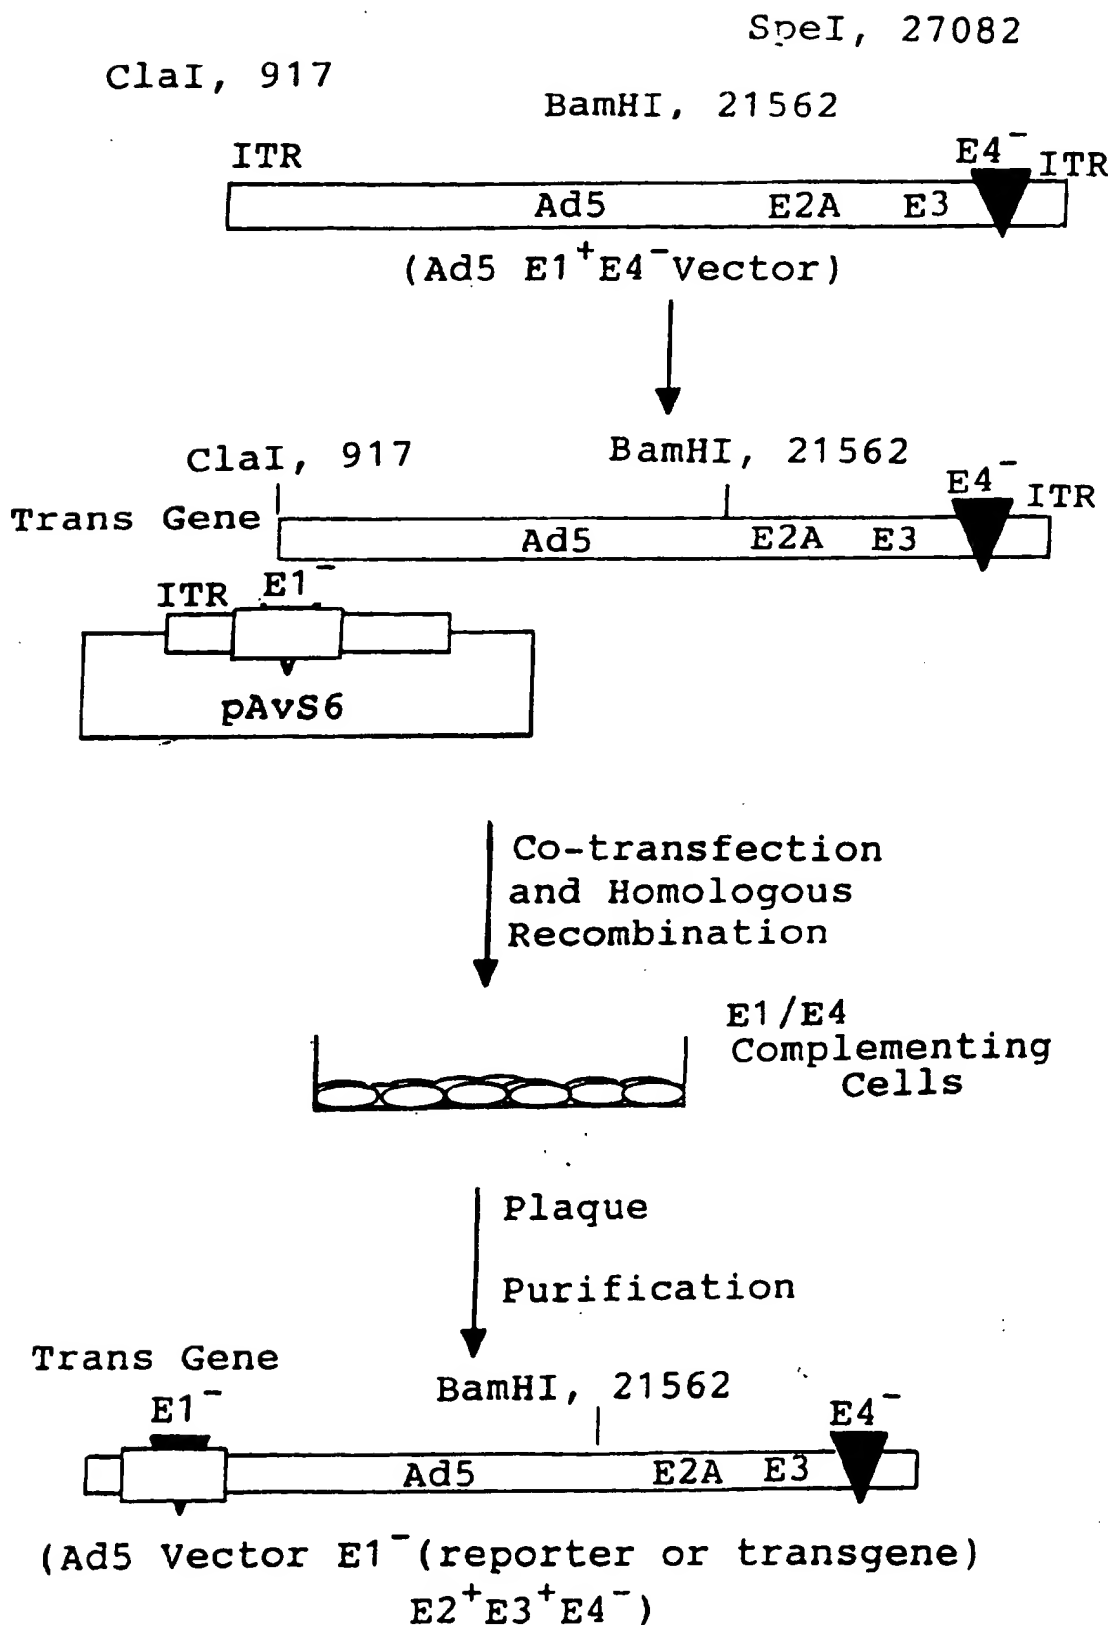 SpeI, 27082
ClaI, 917
BamHI, 21562
ITR
E4⁻
ITR
Ad5 E2A E3
(Ad5 E1⁺E4⁻Vector)
ClaI, 917
BamHI, 21562
E4⁻
ITR
Trans Gene
Ad5 E2A E3
ITR E1⁻
pAvS6
Co-transfection
and Homologous
Recombination
E1/E4
Complementing
Cells
Plaque
Purification
Trans Gene
BamHI, 21562
E1⁻
E4⁻
Ad5 E2A E3
(Ad5 Vector E1⁻(reporter or transgene)
E2⁺E3⁺E4⁻)